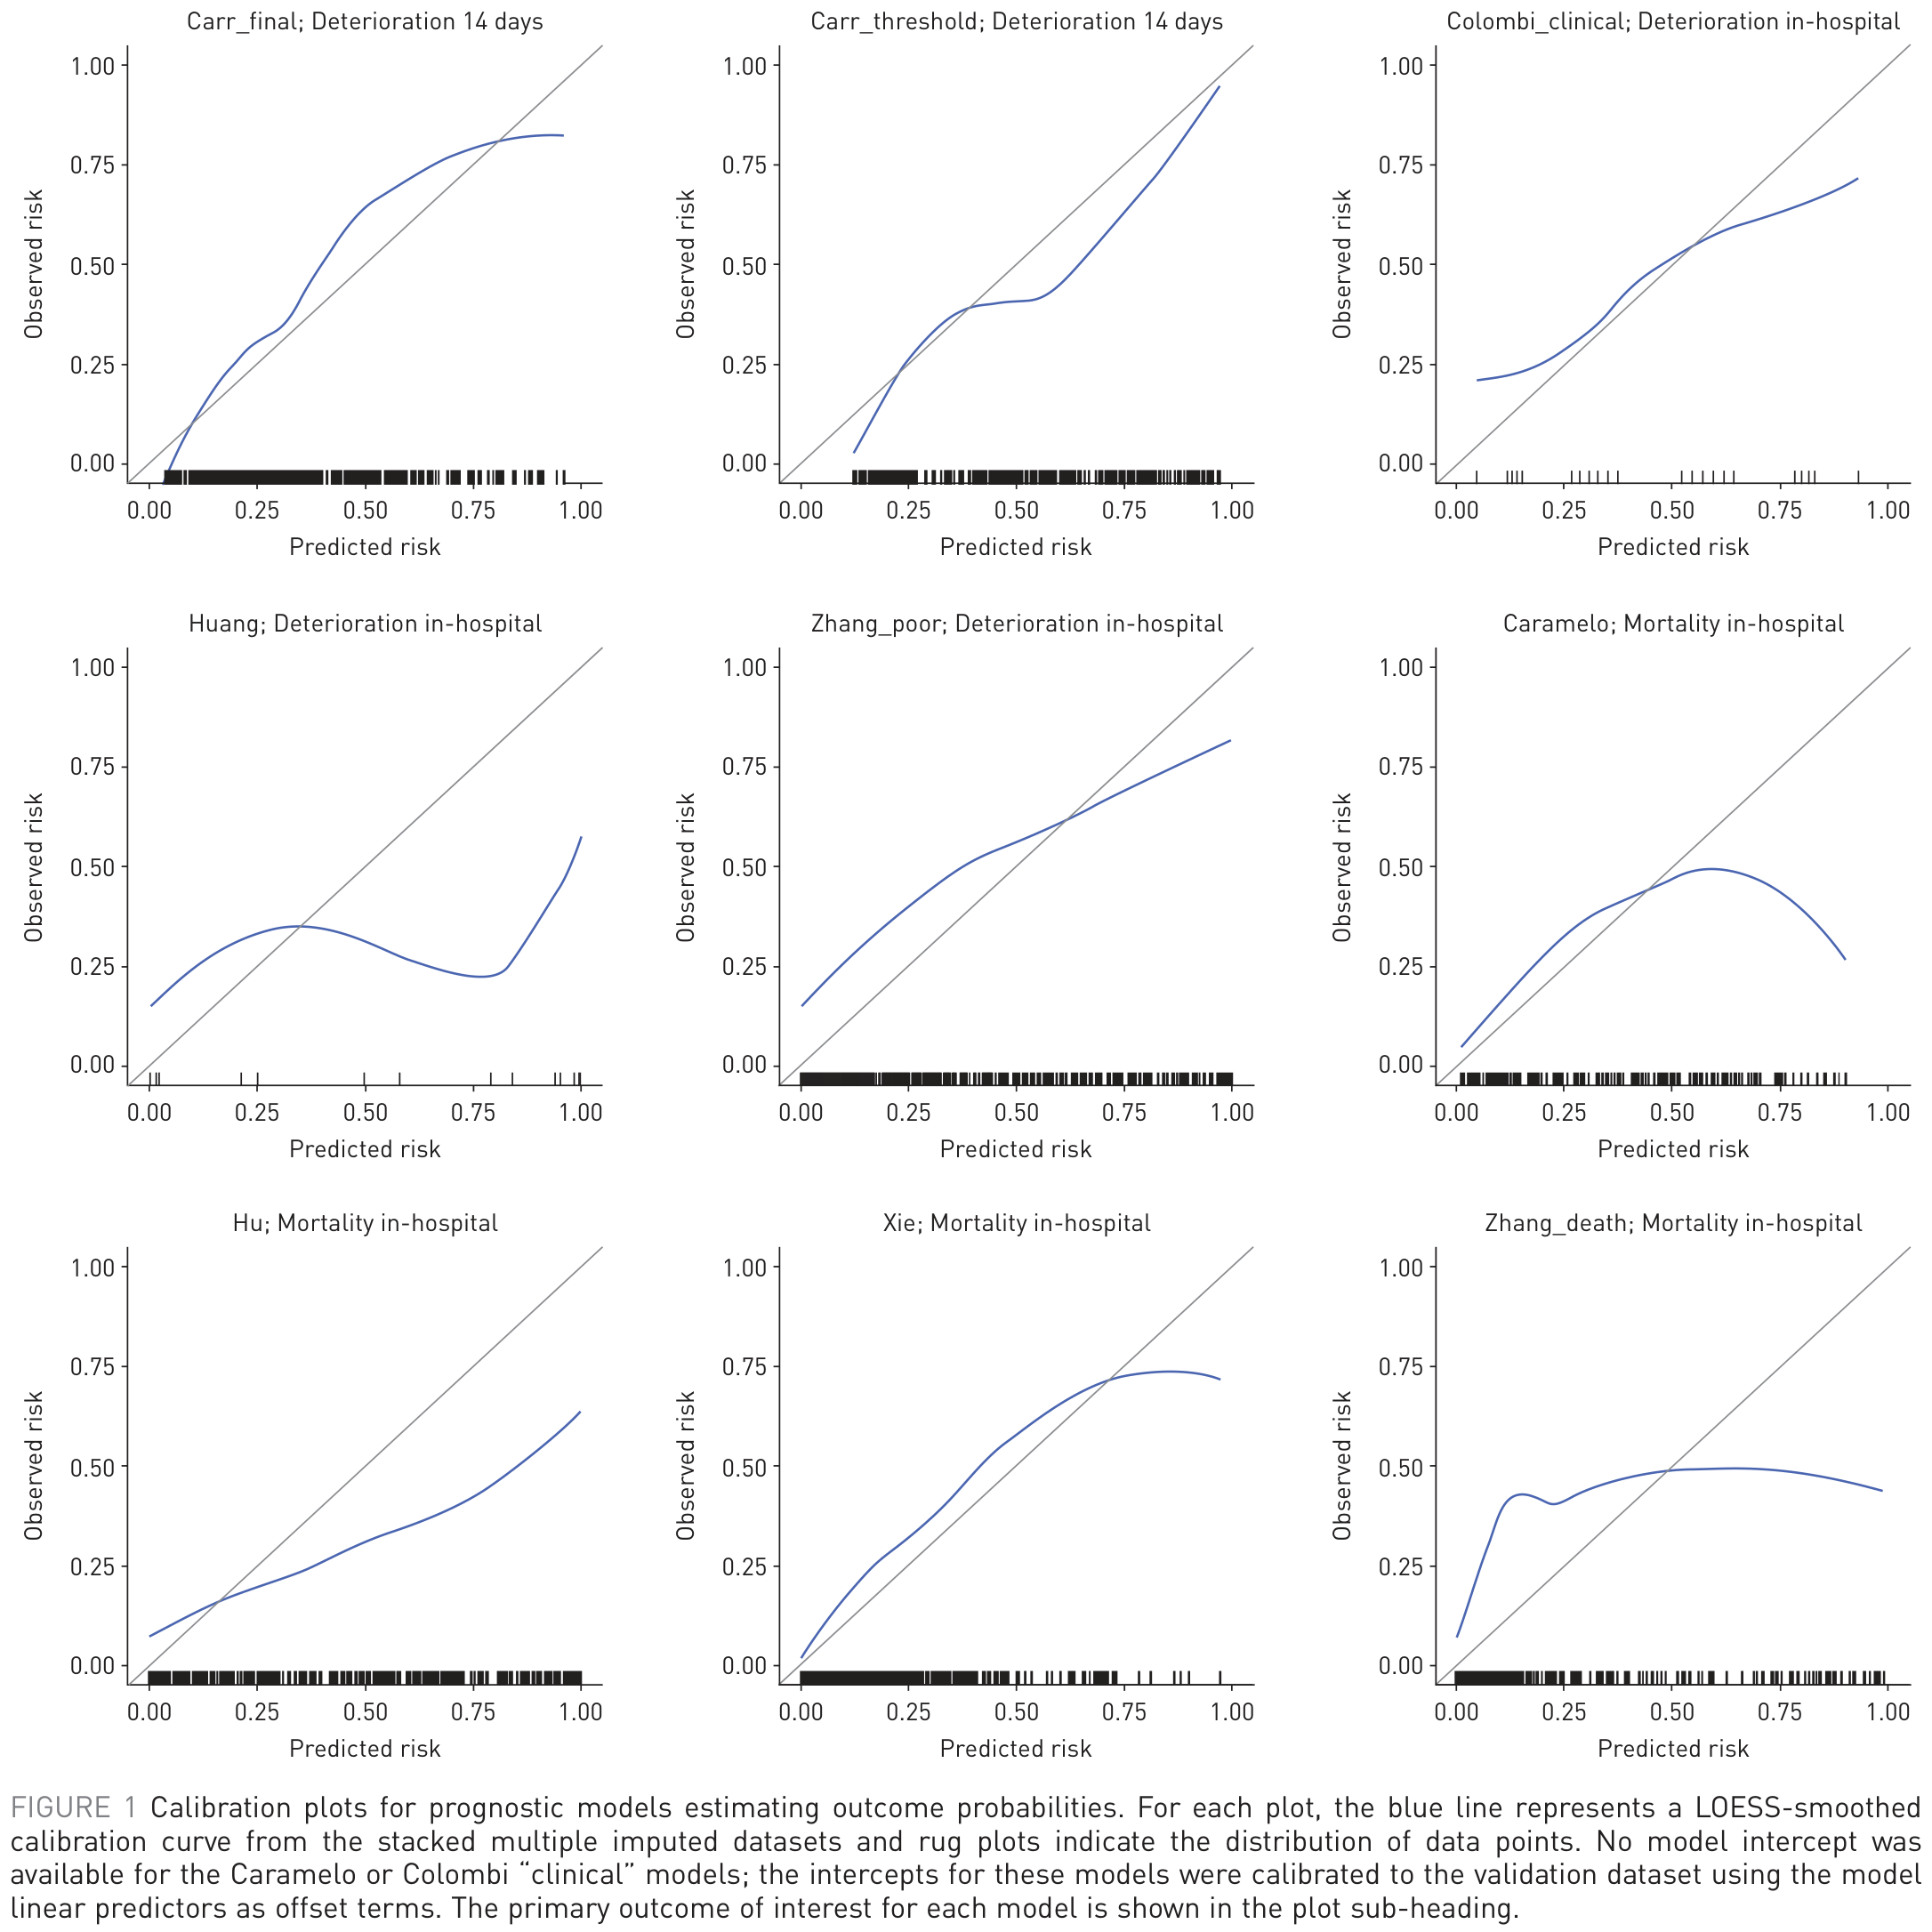 Carr_final; Deterioration 14 days
Carr_threshold; Deterioration 14 days
Colombi_clinical; Deterioration in-hospital
1.00
0.75
0.50
0.25
0.00
Observed risk
0.00 0.25 0.50 0.75 1.00
Predicted risk
1.00
0.75
0.50
0.25
0.00
Observed risk
0.00 0.25 0.50 0.75 1.00
Predicted risk
1.00
0.75
0.50
0.25
0.00
Observed risk
0.00 0.25 0.50 0.75 1.00
Predicted risk
Huang; Deterioration in-hospital
Zhang_poor; Deterioration in-hospital
Caramelo; Mortality in-hospital
1.00
0.75
0.50
0.25
0.00
Observed risk
0.00 0.25 0.50 0.75 1.00
Predicted risk
1.00
0.75
0.50
0.25
0.00
Observed risk
0.00 0.25 0.50 0.75 1.00
Predicted risk
1.00
0.75
0.50
0.25
0.00
Observed risk
0.00 0.25 0.50 0.75 1.00
Predicted risk
Hu; Mortality in-hospital
Xie; Mortality in-hospital
Zhang_death; Mortality in-hospital
1.00
0.75
0.50
0.25
0.00
Observed risk
0.00 0.25 0.50 0.75 1.00
Predicted risk
1.00
0.75
0.50
0.25
0.00
Observed risk
0.00 0.25 0.50 0.75 1.00
Predicted risk
1.00
0.75
0.50
0.25
0.00
Observed risk
0.00 0.25 0.50 0.75 1.00
Predicted risk
FIGURE 1 Calibration plots for prognostic models estimating outcome probabilities. For each plot, the blue line represents a LOESS-smoothed
calibration curve from the stacked multiple imputed datasets and rug plots indicate the distribution of data points. No model intercept was
available for the Caramelo or Colombi “clinical” models; the intercepts for these models were calibrated to the validation dataset using the model
linear predictors as offset terms. The primary outcome of interest for each model is shown in the plot sub-heading.